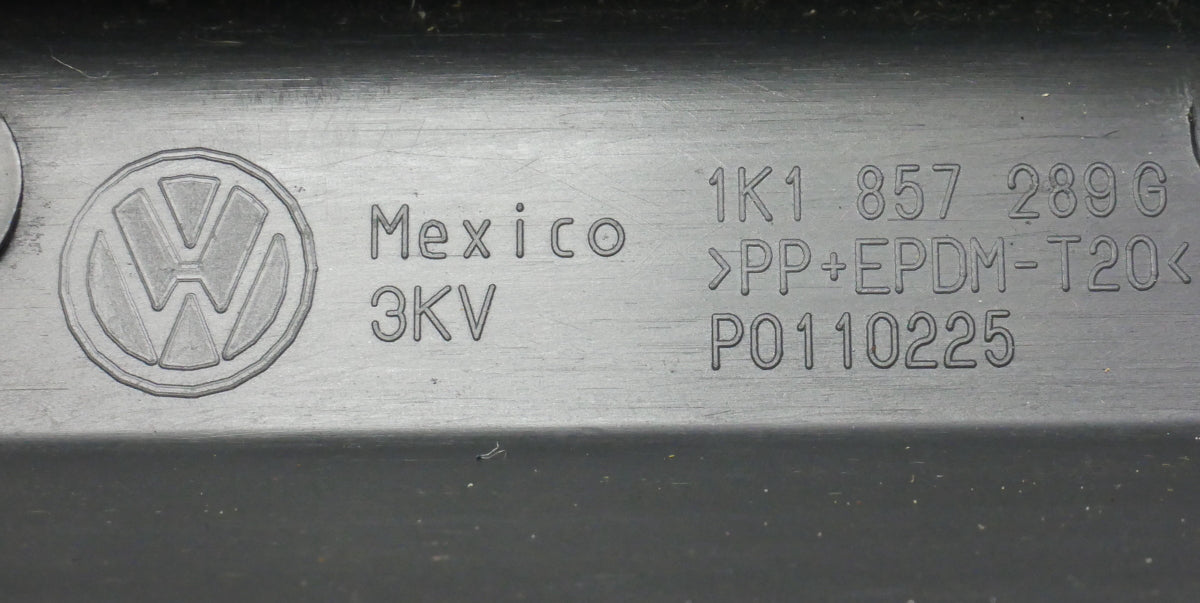 Mexico
3KV
1K1 857 289G
>PP+EPDM-T20<
P0110225